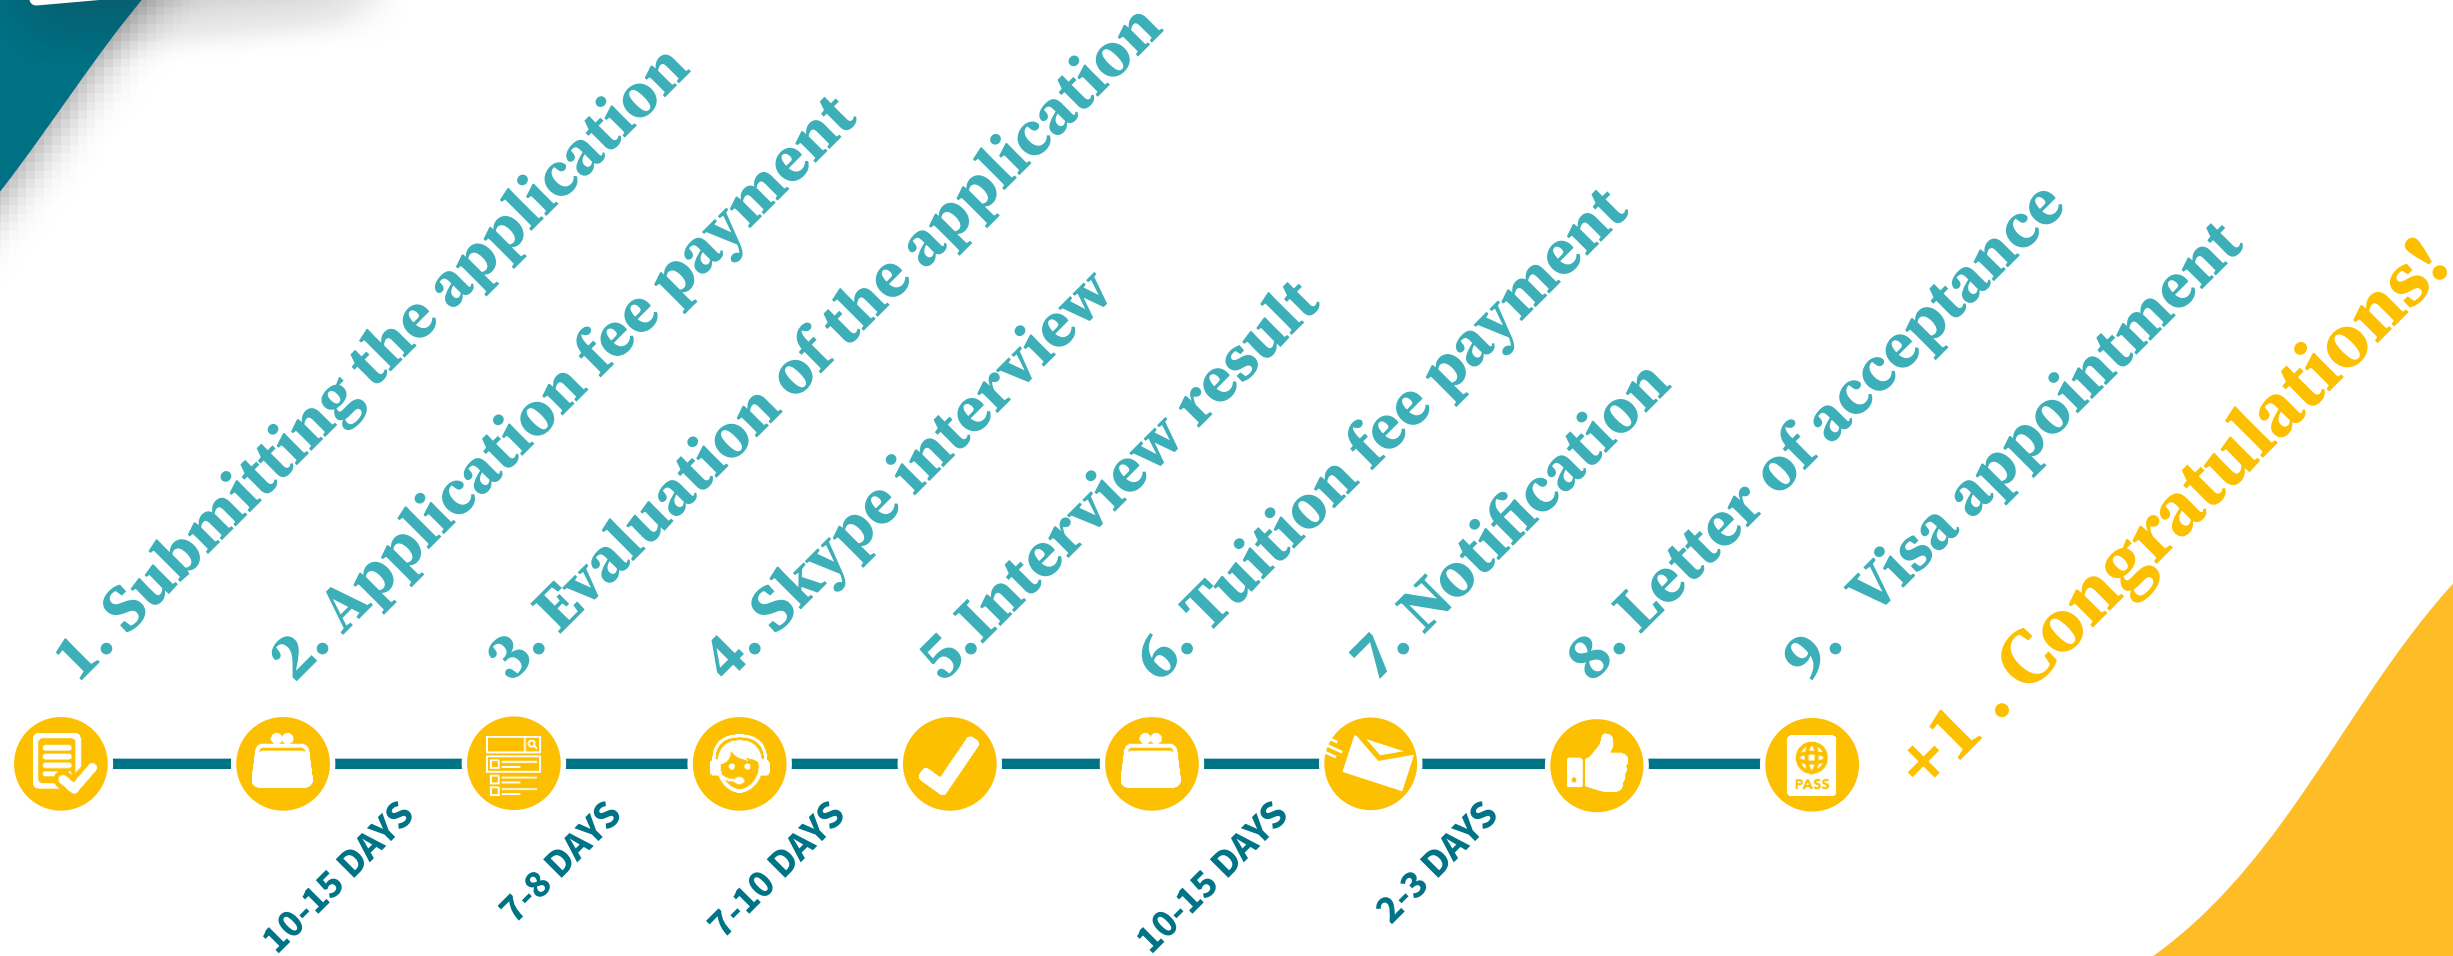 1. Submitting the application
2. Application fee payment
3. Evaluation of the application
4. Skype interview
5.Interview result
6. Tuition fee payment
7. Notification
8. Letter of acceptance
9. Visa appointment
+1 . Congratulations!
PASS
10-15 DAYS
7-8 DAYS
7-10 DAYS
10-15 DAYS
2-3 DAYS